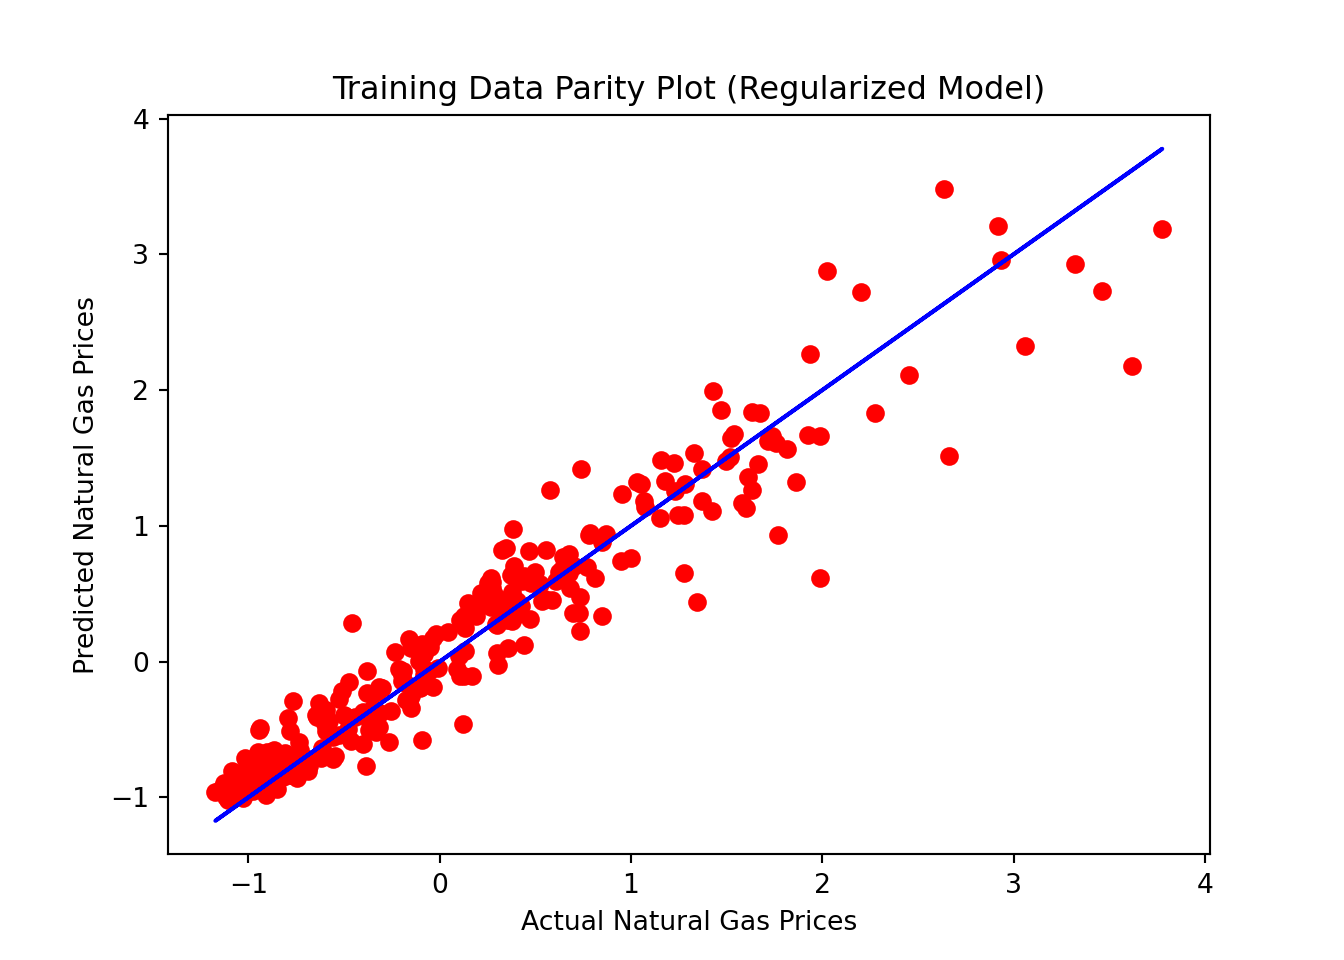 Training Data Parity Plot (Regularized Model)
4
3
2
1
0
−1
Predicted Natural Gas Prices
−1 0 1 2 3 4
Actual Natural Gas Prices